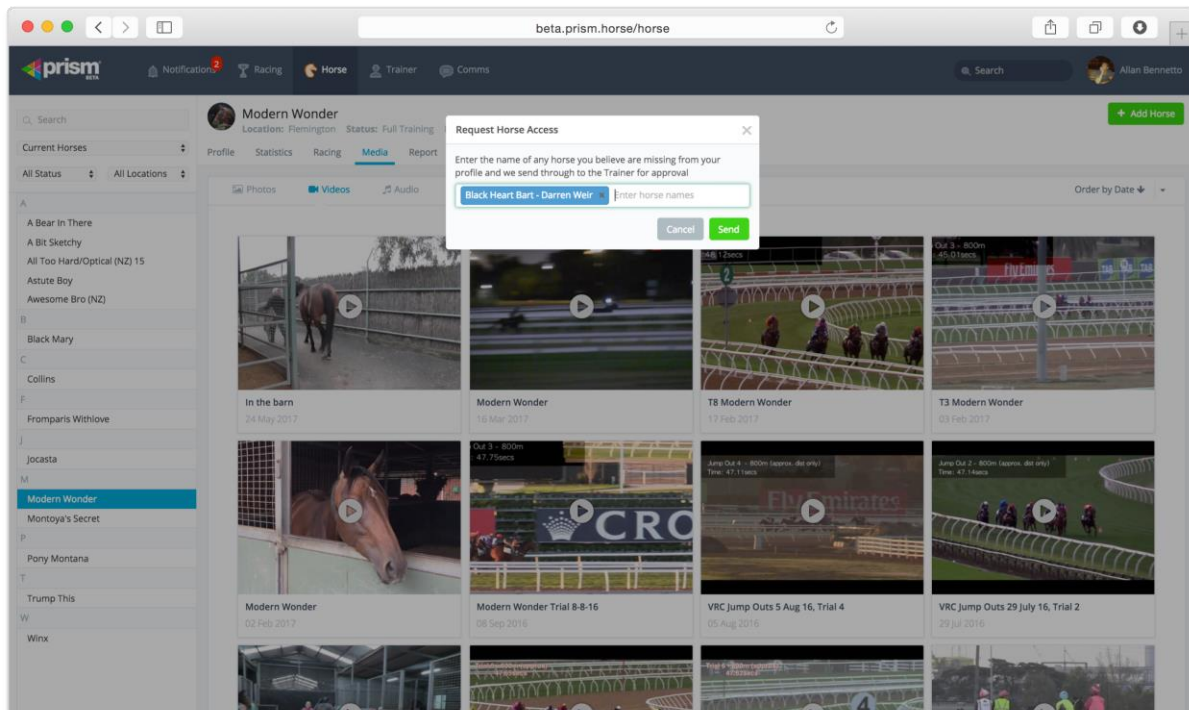 beta.prism.horse/horse
prism
BETA
Notifications
2
Racing
Horse
Trainer
Comms
Search
Allan Bennetto
Search
Current Horses
All Status
All Locations
A
A Bear In There
A Bit Sketchy
All Too Hard/Optical (NZ) 15
Astute Boy
Awesome Bro (NZ)
B
Black Mary
C
Collins
F
Fromparis Withlove
J
Jocasta
M
Modern Wonder
Montoya's Secret
P
Pony Montana
T
Trump This
W
Winx
Modern Wonder
Location: Flemington Status: Full Training
+ Add Horse
Profile
Statistics
Racing
Media
Report
Photos
Videos
Audio
Order by Date
Request Horse Access
Enter the name of any horse you believe are missing from your
profile and we send through to the Trainer for approval
Black Heart Bart - Darren Weir
Enter horse names
Cancel
Send
In the barn
24 May 2017
Modern Wonder
16 Mar 2017
48.12secs
2
T8 Modern Wonder
17 Feb 2017
Out 3 - 800m
45.01secs
Fly Emirates
TAB
T3 Modern Wonder
03 Feb 2017
Modern Wonder
02 Feb 2017
Out 3 - 800m
: 47.75secs
CRO
Modern Wonder Trial 8-8-16
08 Sep 2016
Jump Out 4 - 800m (approx. dist only)
Time: 47.11secs
Fly Emirates
VRC Jump Outs 5 Aug 16, Trial 4
05 Aug 2016
Jump Out 2 - 800m (approx. dist only)
Time: 47.14secs
VRC Jump Outs 29 July 16, Trial 2
29 Jul 2016
4